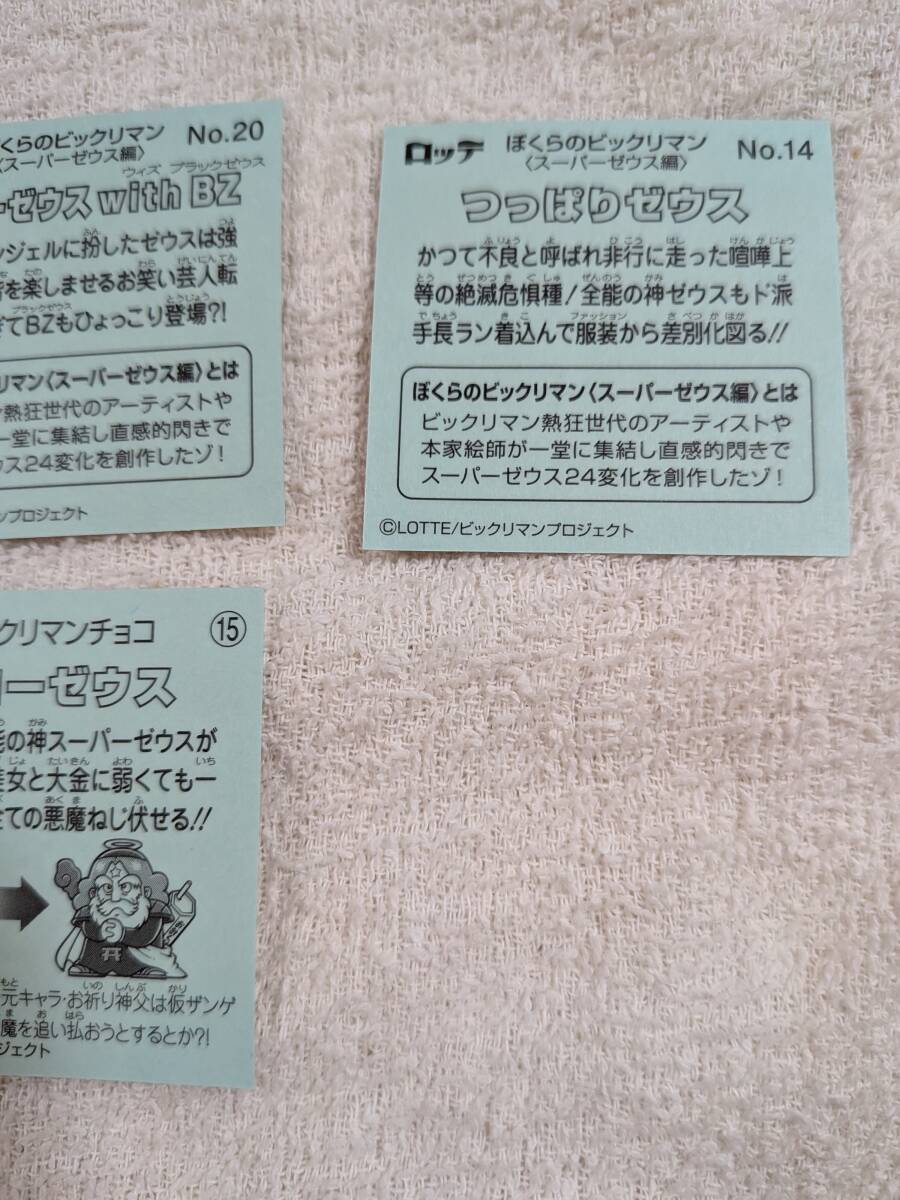 くらのビックリマン No.20
〈スーパーゼウス編〉
ウィズ ブラックゼウス
ーゼウス with BZ
ンジェルに扮したゼウスは強
を楽しませるお笑い芸人転
てBZもひょっこり登場?!
リマン〈スーパーゼウス編〉とは
熱狂世代のアーティストや
一堂に集結し直感的閃きで
ウス24変化を創作したゾ！
ンプロジェクト
ロッテ ぼくらのビックリマン No.14
〈スーパーゼウス編〉
つっぱりゼウス
かつて不良と呼ばれ非行に走った喧嘩上
等の絶滅危惧種!全能の神ゼウスもド派
手長ラン着込んで服装から差別化図る!!
ぼくらのビックリマン〈スーパーゼウス編〉とは
ビックリマン熱狂世代のアーティストや
本家絵師が一堂に集結し直感的閃きで
スーパーゼウス24変化を創作したゾ！
©LOTTE/ビックリマンプロジェクト
クリマンチョコ ⑮
ーゼウス
の神スーパーゼウスが
女と大金に弱くても一
ての悪魔ねじ伏せる!!
元キャラ・お祈り神父は仮ザンゲ
魔を追い払おうとするとか?!
ジェクト